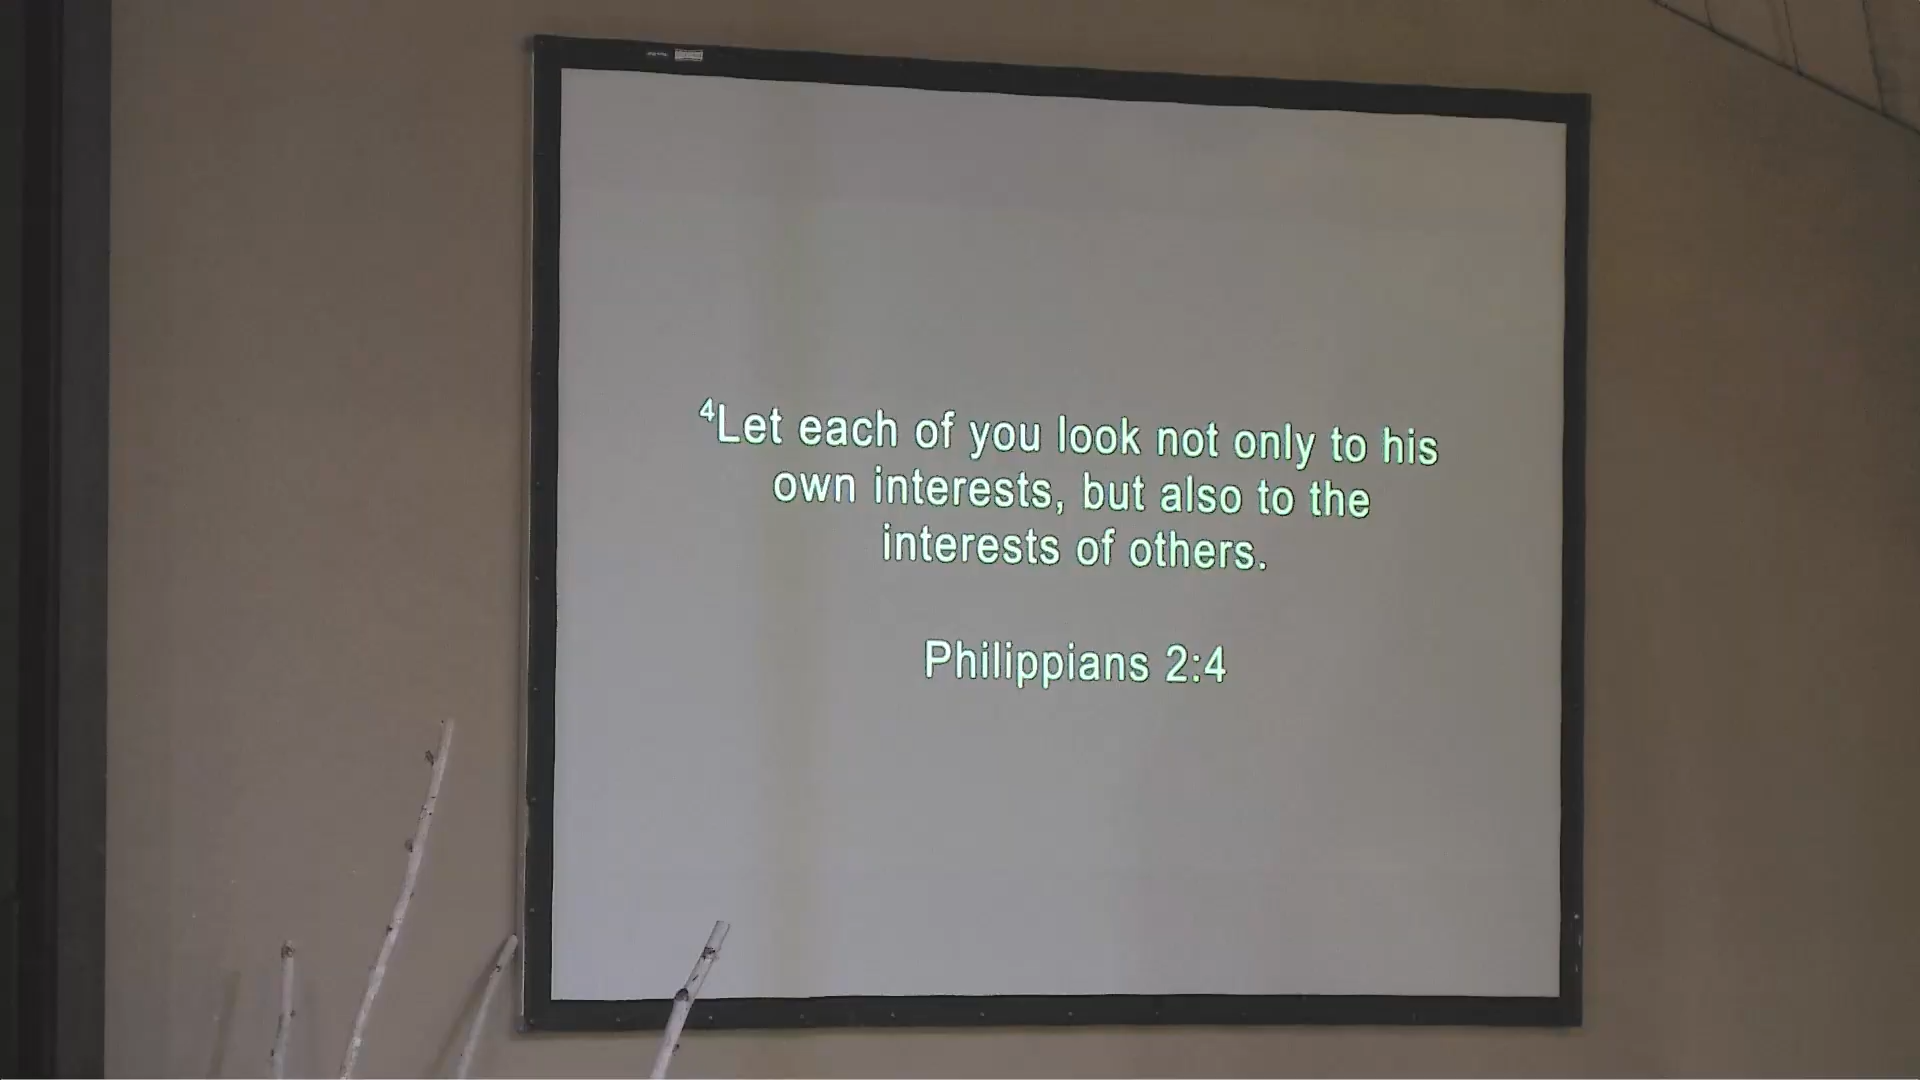 ⁴Let each of you look not only to his
own interests, but also to the
interests of others.
Philippians 2:4